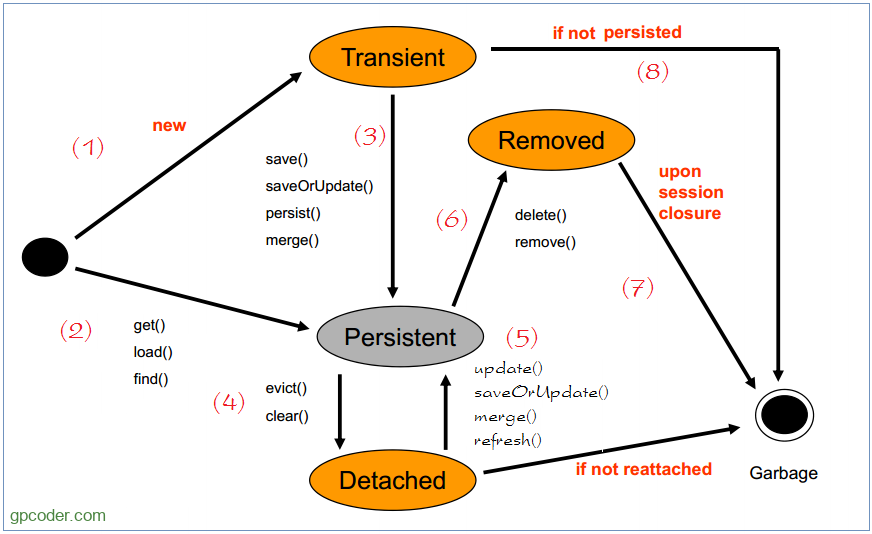 if not persisted
Transient
(8)
new
(3)
(1)
Removed
save()
saveOrUpdate()
persist()
merge()
upon
session
closure
(6)
delete()
remove()
(7)
(2)
get()
load()
find()
Persistent
(5)
update()
saveOrUpdate()
merge()
refresh()
(4)
evict()
clear()
Detached
if not reattached
Garbage
gpcoder.com